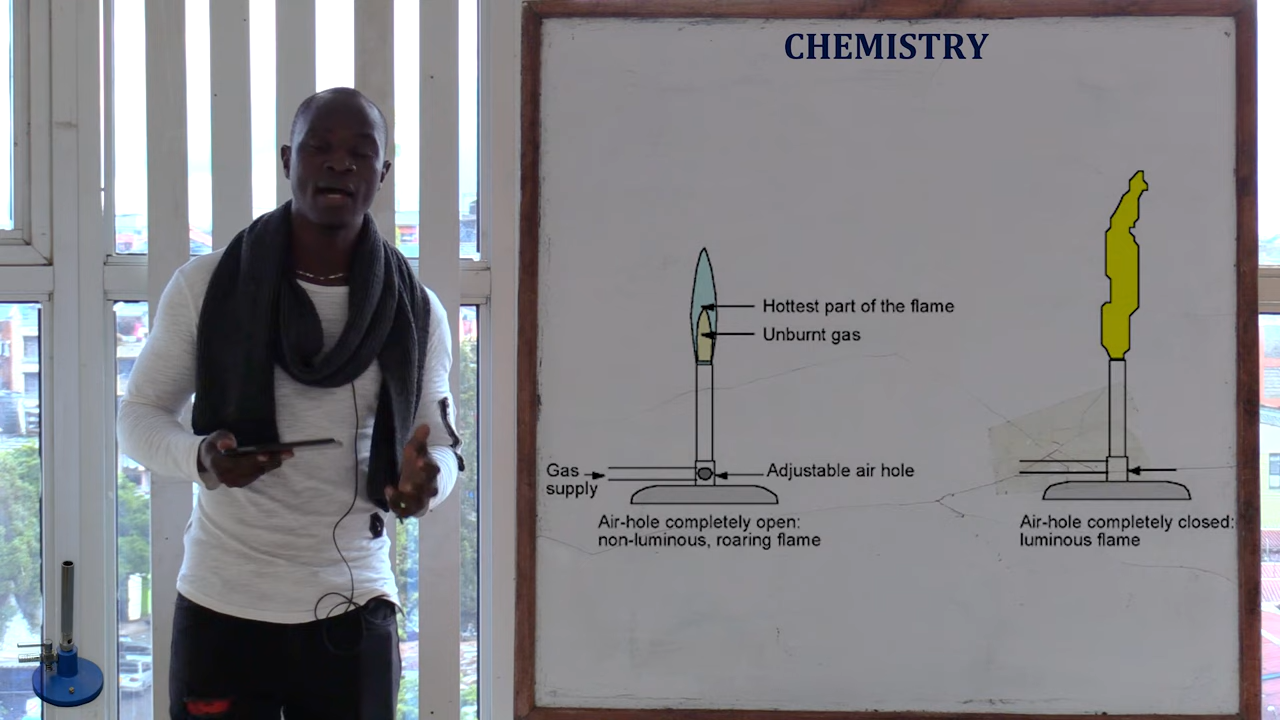 CHEMISTRY
Hottest part of the flame
Unburnt gas
Gas
supply
Adjustable air hole
Air-hole completely open:
non-luminous, roaring flame
Air-hole completely closed:
luminous flame